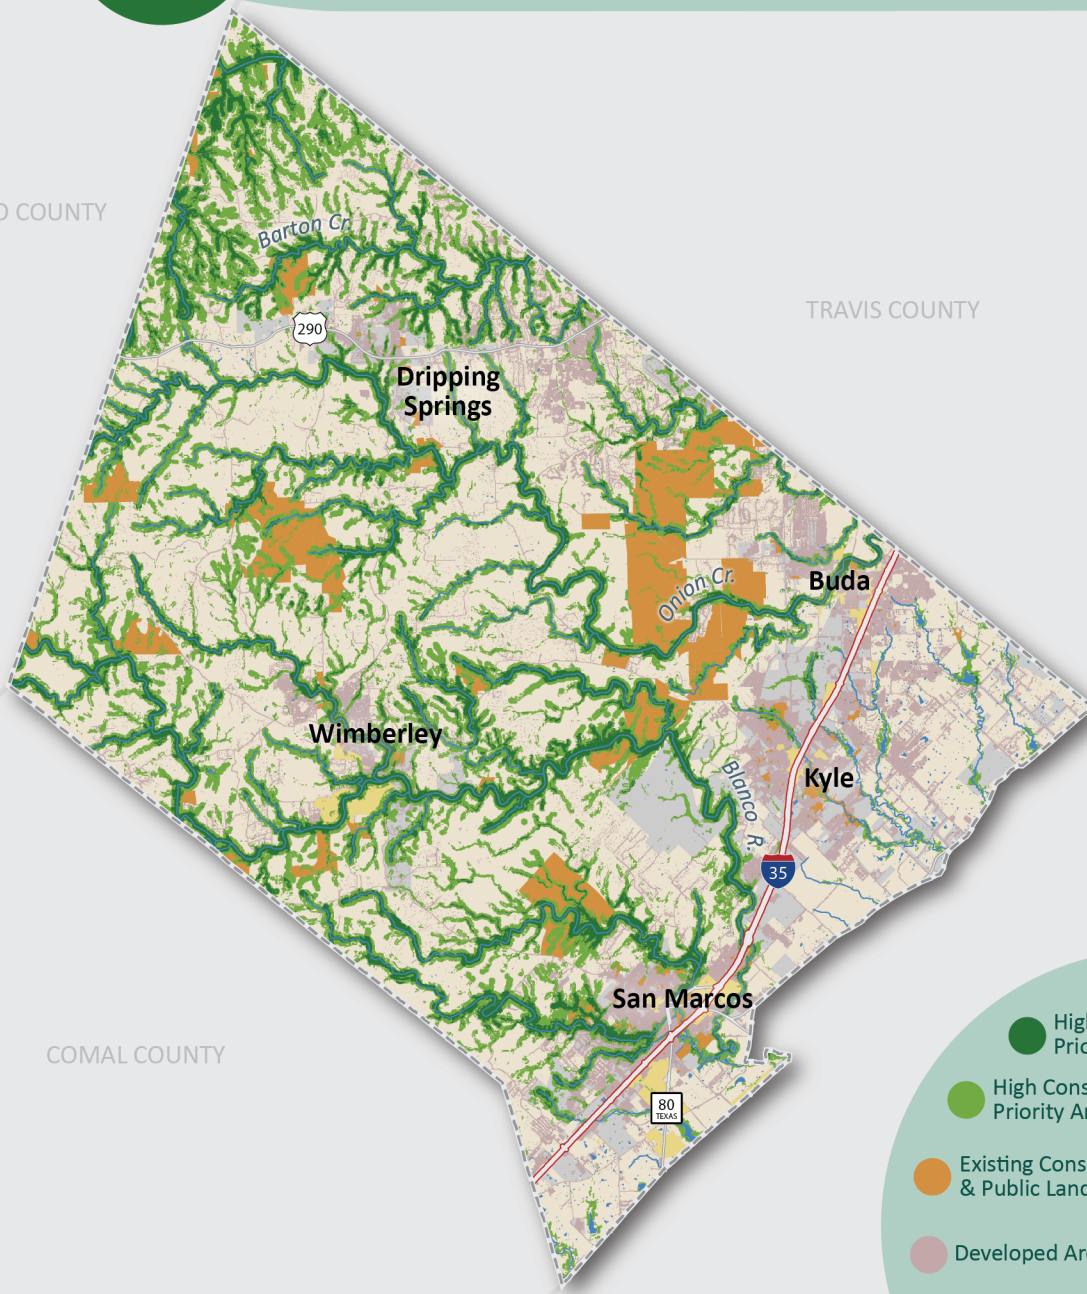 COUNTY
Barton Cr.
TRAVIS COUNTY
290
Dripping
Springs
Onion Cr.
Buda
Wimberley
Kyle
Blanco R.
35
San Marcos
COMAL COUNTY
80
TEXAS
High Cons
Priority Ar
Existing Cons
& Public Land
Developed Are